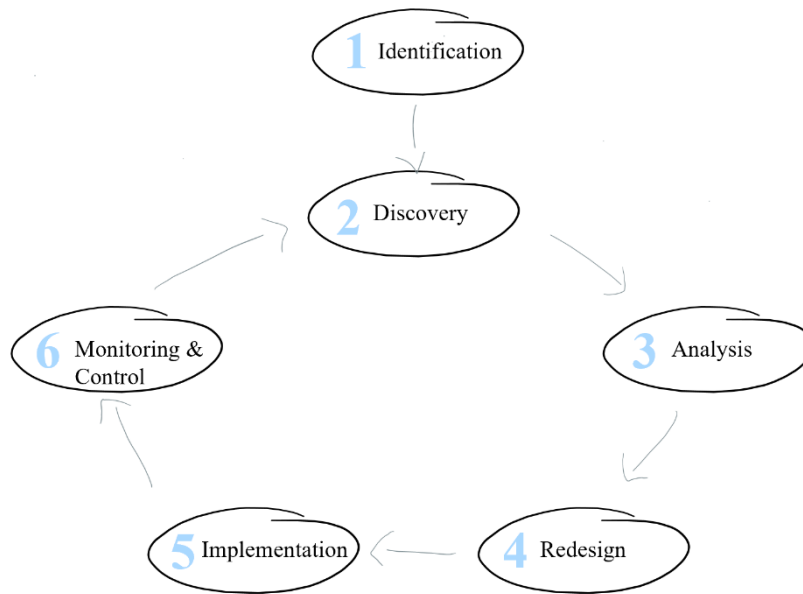 1 Identification
2 Discovery
3 Analysis
4 Redesign
5 Implementation
6 Monitoring &
Control